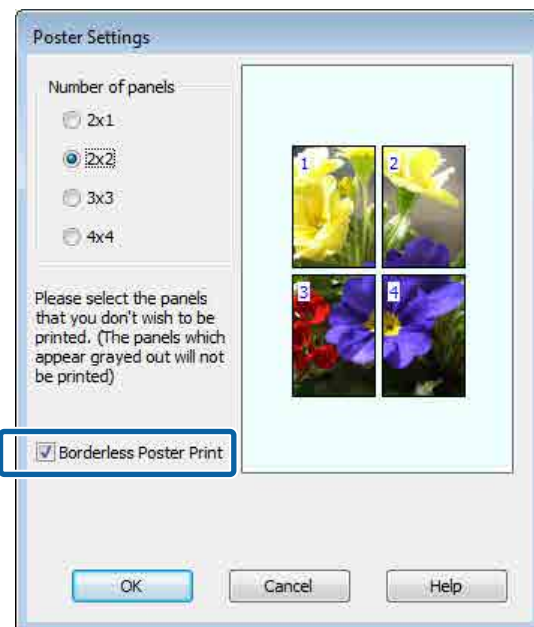 Poster Settings
Number of panels
2x1
2x2
3x3
4x4
1
2
3
4
Please select the panels
that you don't wish to be
printed. (The panels which
appear grayed out will not
be printed)
Borderless Poster Print
OK
Cancel
Help